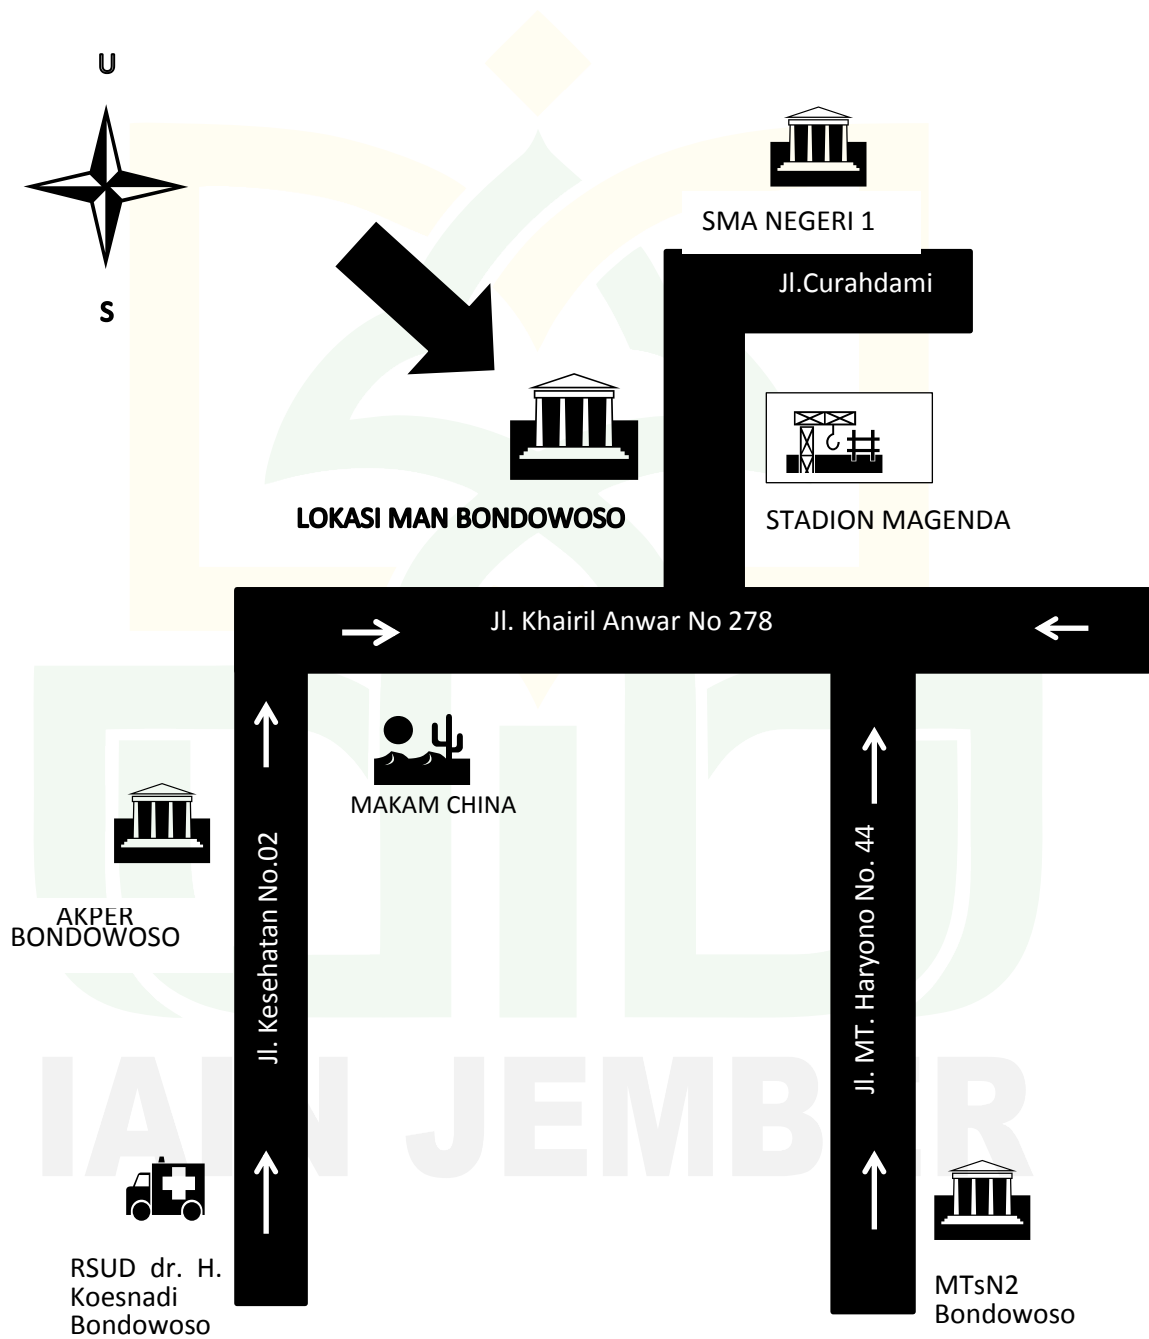 U
S
SMA NEGERI 1
Jl.Curahdami
LOKASI MAN BONDOWOSO
STADION MAGENDA
Jl. Khairil Anwar No 278
MAKAM CHINA
AKPER
BONDOWOSO
Jl. Kesehatan No.02
Jl. MT. Haryono No. 44
IAIN JEMBER
RSUD dr. H.
Koesnadi
Bondowoso
MTsN2
Bondowoso